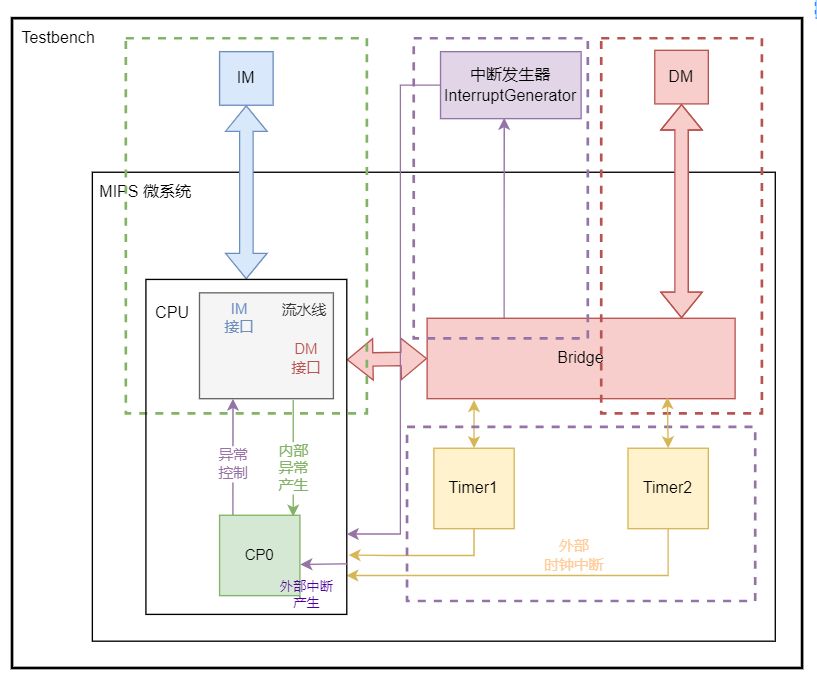 Testbench
IM
中断发生器
InterruptGenerator
DM
MIPS 微系统
CPU
IM
接口
流水线
DM
接口
Bridge
异常
控制
内部
异常
产生
Timer1
Timer2
CP0
外部
时钟中断
外部中断
产生